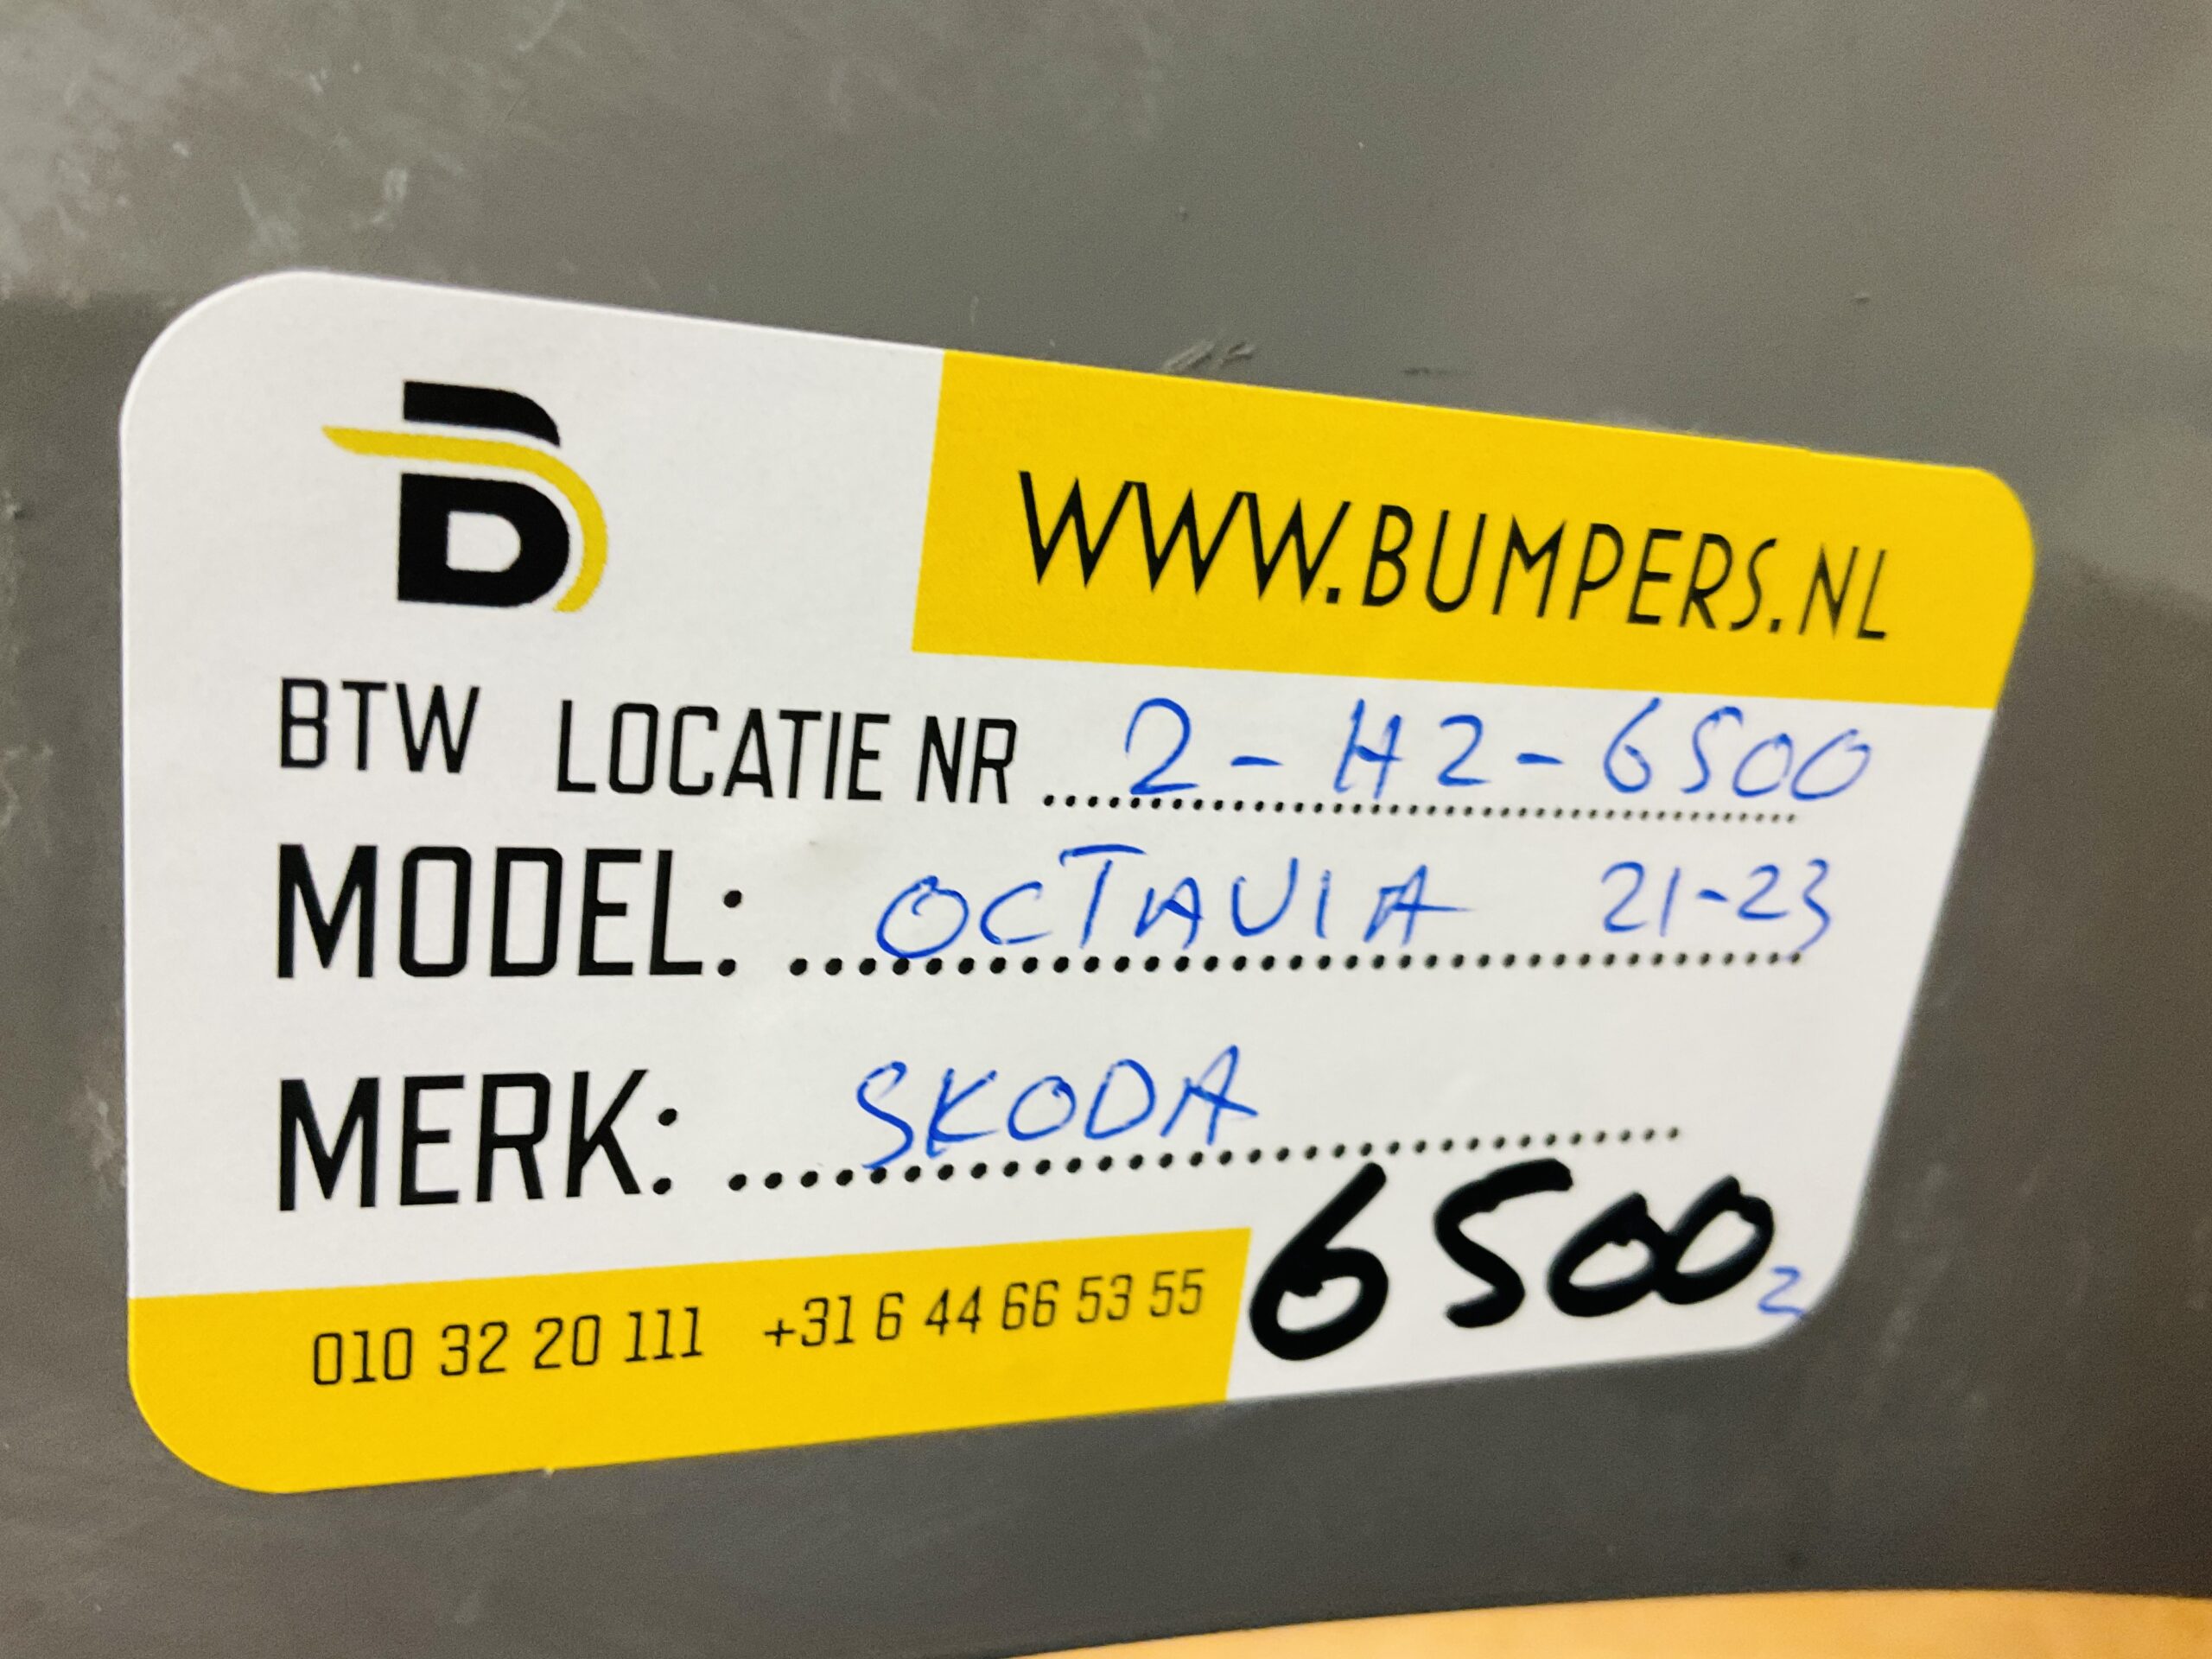 B
WWW.BUMPERS.NL
BTW LOCATIE NR 2-H2-6500
MODEL: OCTAVIA 21-23
MERK: SKODA
6500 2
010 32 20 111 +31 6 44 66 53 55